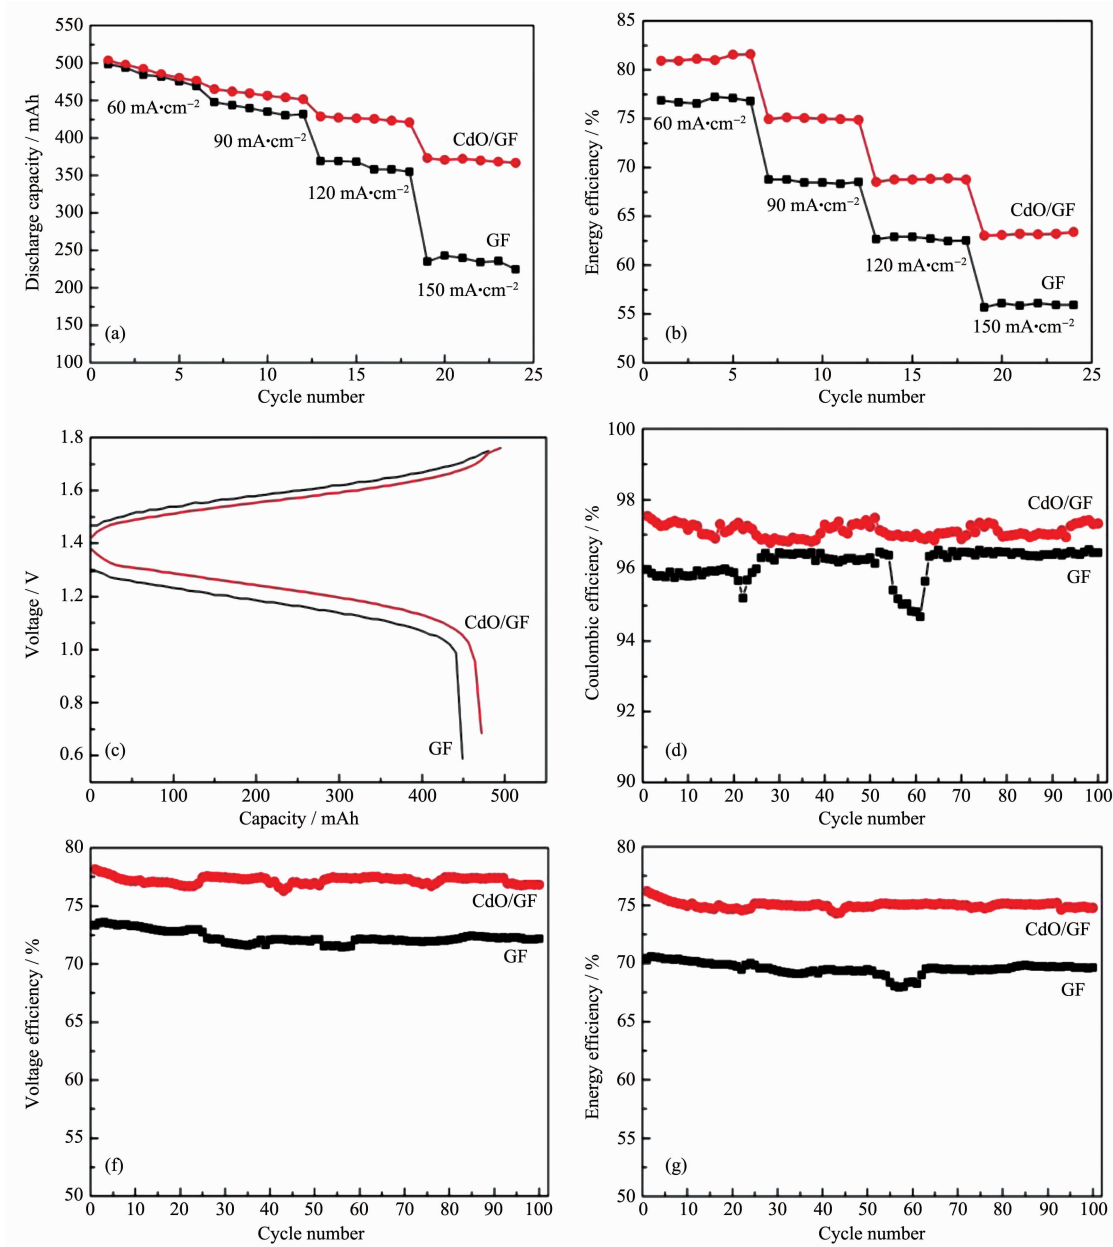 550
500
450
400
350
300
250
200
150
100
Discharge capacity / mAh
60 mA•cm−2
90 mA•cm−2
120 mA•cm−2
150 mA•cm−2
CdO/GF
GF
(a)
0 5 10 15 20 25
Cycle number
85
80
75
70
65
60
55
50
Energy efficiency / %
60 mA•cm−2
90 mA•cm−2
120 mA•cm−2
150 mA•cm−2
CdO/GF
GF
(b)
0 5 10 15 20 25
Cycle number
1.8
1.6
1.4
1.2
1.0
0.8
0.6
Voltage / V
CdO/GF
GF
(c)
0 100 200 300 400 500
Capacity / mAh
100
98
96
94
92
90
Coulombic efficiency / %
CdO/GF
GF
(d)
0 10 20 30 40 50 60 70 80 90 100
Cycle number
80
75
70
65
60
55
50
Voltage efficiency / %
CdO/GF
GF
(f)
0 10 20 30 40 50 60 70 80 90 100
Cycle number
80
75
70
65
60
55
50
Energy efficiency / %
CdO/GF
GF
(g)
0 10 20 30 40 50 60 70 80 90 100
Cycle number